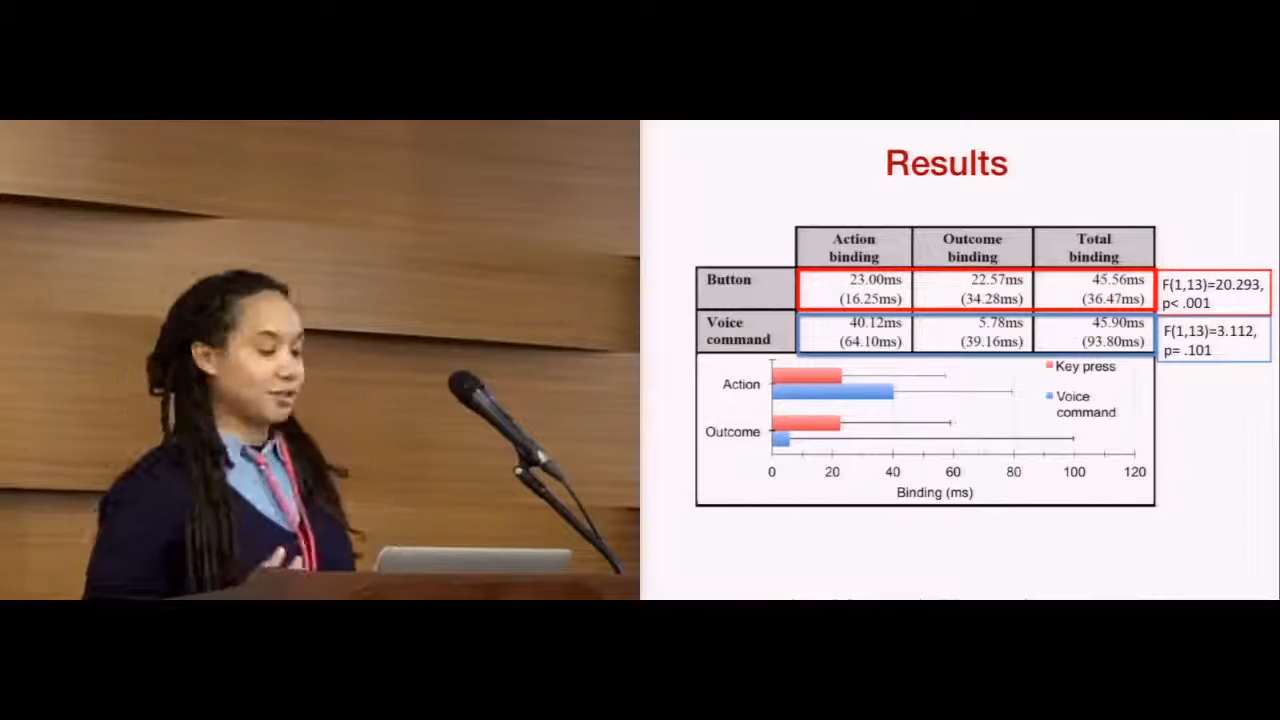 Results
Action binding
Outcome binding
Total binding
Button
23.00ms (16.25ms)
22.57ms (34.28ms)
45.56ms (36.47ms)
F(1,13)=20.293, p< .001
Voice command
40.12ms (64.10ms)
5.78ms (39.16ms)
45.90ms (93.80ms)
F(1,13)=3.112, p= .101
Key press
Voice command
Action
Outcome
0 20 40 60 80 100 120
Binding (ms)